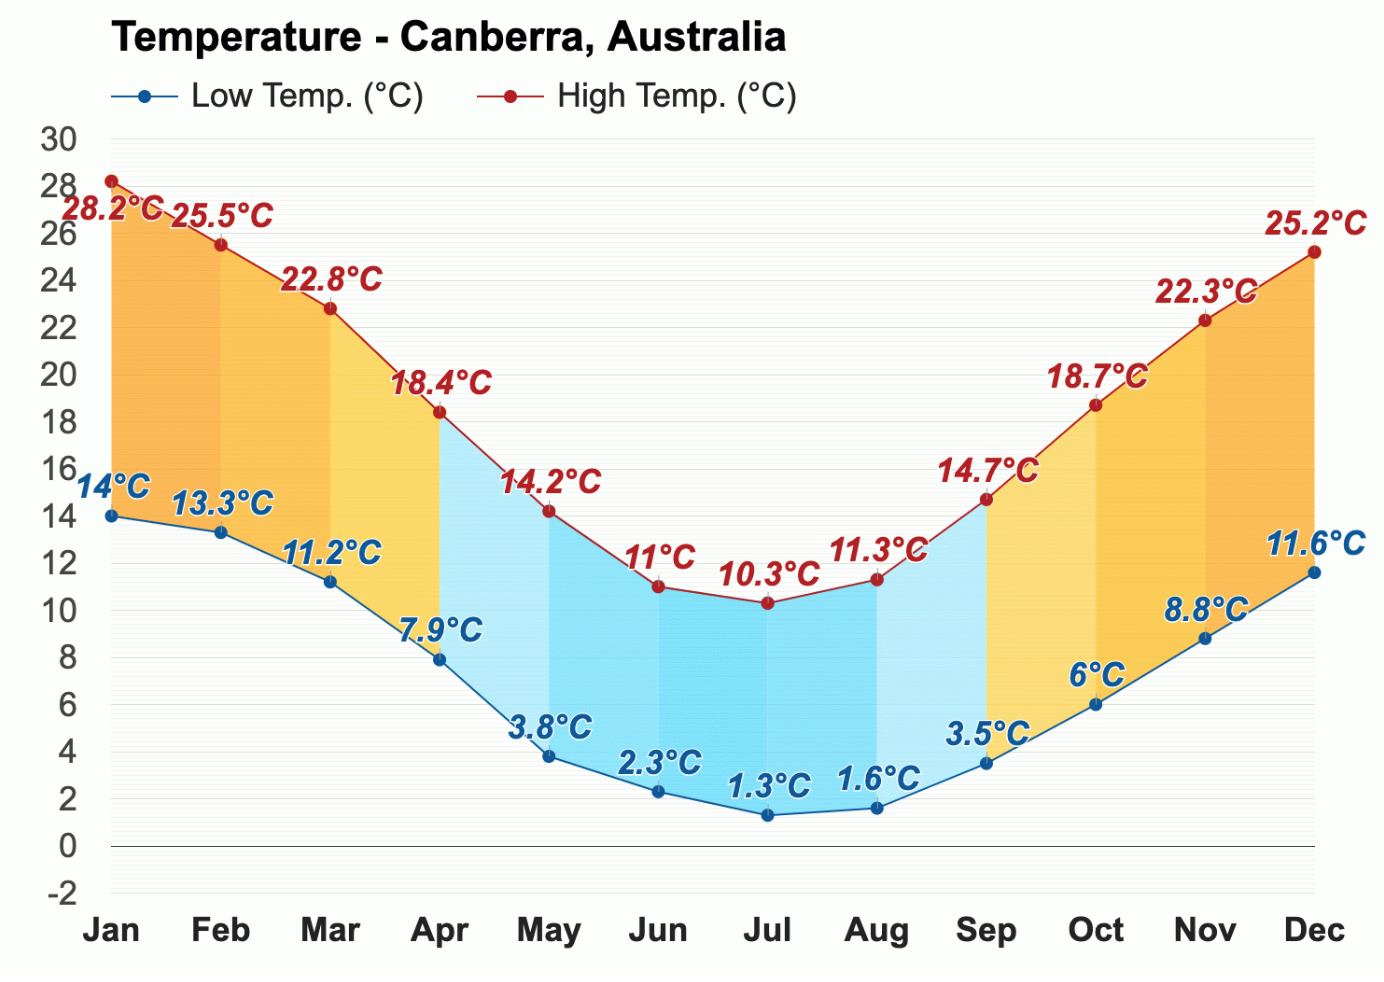 Temperature - Canberra, Australia
Low Temp. (°C) High Temp. (°C)
30
28
28.2°C 25.5°C 25.2°C
26
22.8°C 22.3°C
24
22
20
18.4°C 18.7°C
18
16
14°C 13.3°C 14.2°C 14.7°C
14
11.2°C 11°C 10.3°C 11.3°C 11.6°C
12
10
7.9°C 8.8°C
8
6°C
6
3.8°C 3.5°C
4
2.3°C 1.3°C 1.6°C
2
0
-2
Jan Feb Mar Apr May Jun Jul Aug Sep Oct Nov Dec